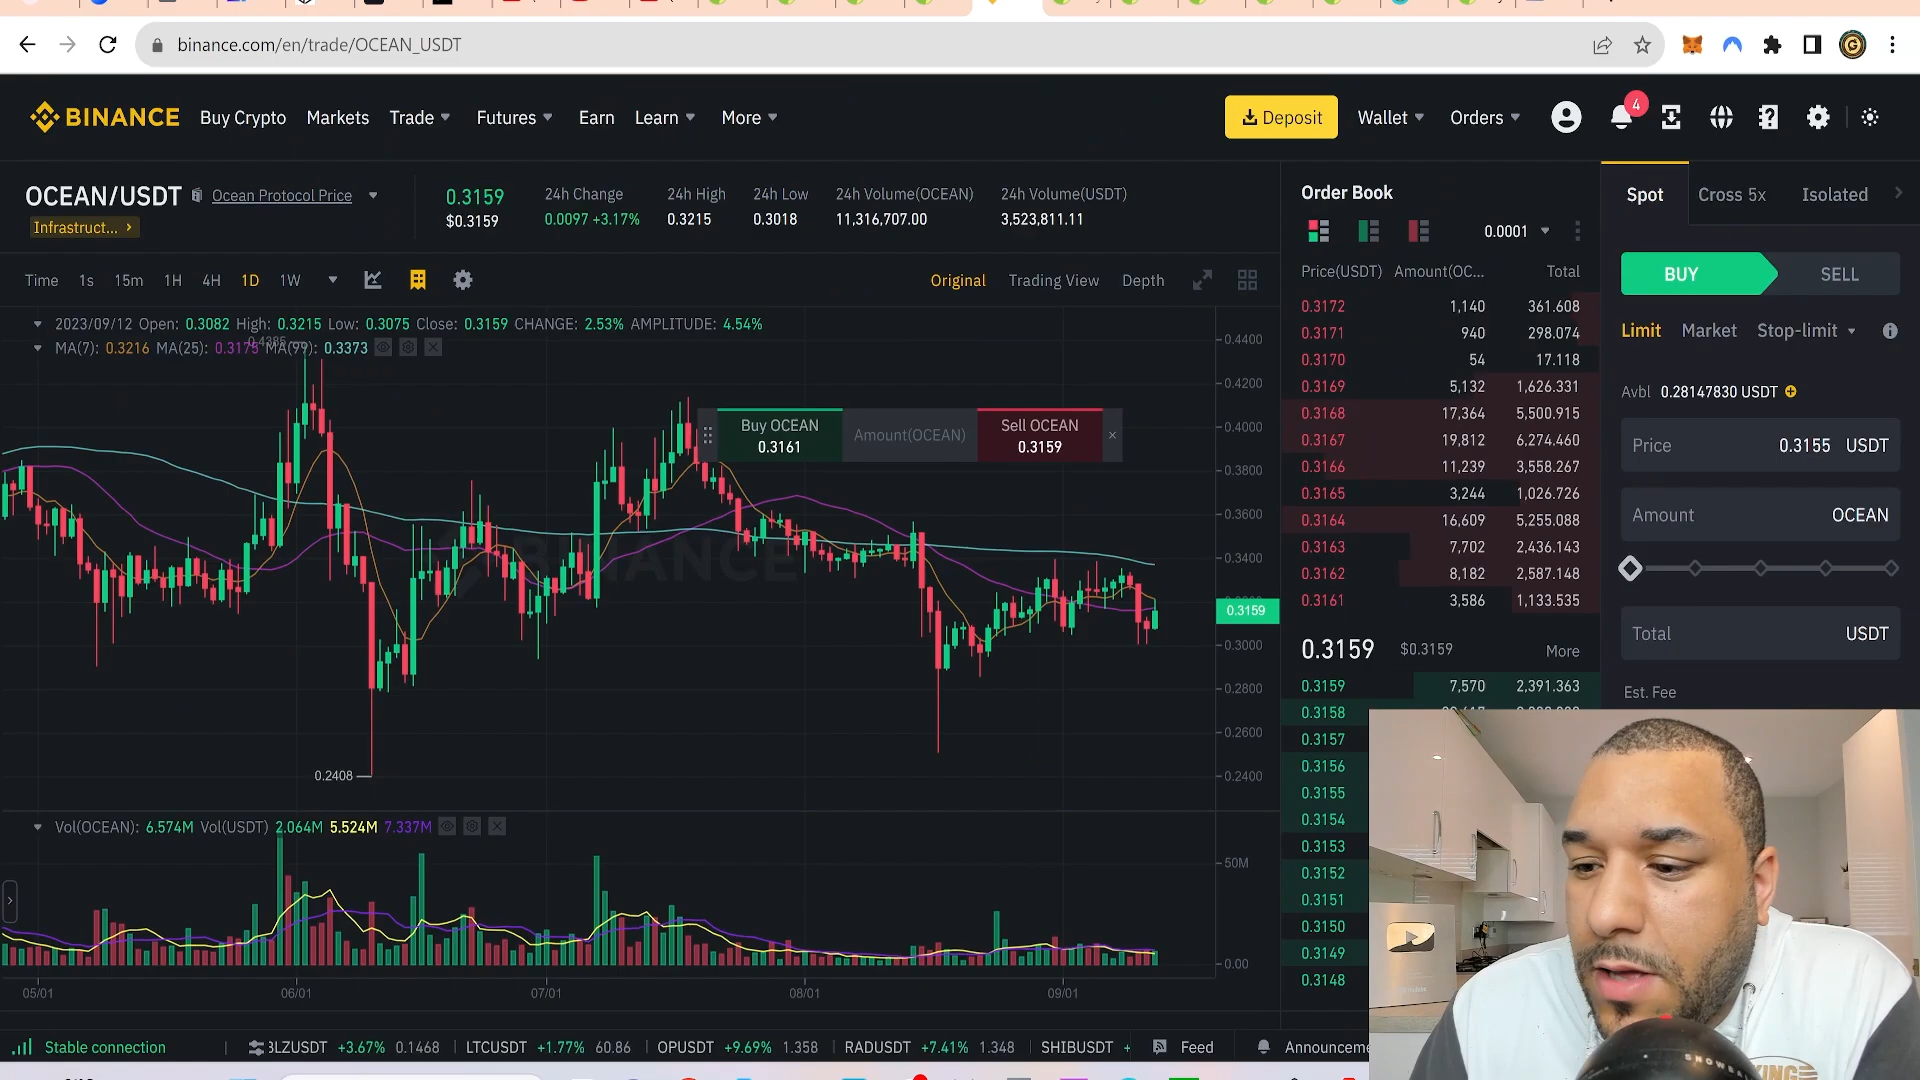 binance.com/en/trade/OCEAN_USDT
BINANCE Buy Crypto Markets Trade Futures Earn Learn More Deposit Wallet Orders 4
OCEAN/USDT Ocean Protocol Price
Infrastruct...
0.3159
$0.3159
24h Change
0.0097 +3.17%
24h High
0.3215
24h Low
0.3018
24h Volume(OCEAN)
11,316,707.00
24h Volume(USDT)
3,523,811.11
Time 1s 15m 1H 4H 1D 1W Original Trading View Depth
2023/09/12 Open: 0.3082 High: 0.3215 Low: 0.3075 Close: 0.3159 CHANGE: 2.53% AMPLITUDE: 4.54%
MA(7): 0.3216 MA(25): 0.3175 MA(99): 0.3373
Buy OCEAN
0.3161
Amount(OCEAN)
Sell OCEAN
0.3159
BINANCE
0.4400
0.4200
0.4000
0.3800
0.3600
0.3400
0.3159
0.3000
0.2800
0.2600
0.2400
0.2408
Vol(OCEAN): 6.574M Vol(USDT) 2.064M 5.524M 7.337M
50M
0.00
05/01 06/01 07/01 08/01 09/01
Order Book
0.0001
Price(USDT) Amount(OC... Total
0.3172 1,140 361.608
0.3171 940 298.074
0.3170 54 17.118
0.3169 5,132 1,626.331
0.3168 17,364 5,500.915
0.3167 19,812 6,274.460
0.3166 11,239 3,558.267
0.3165 3,244 1,026.726
0.3164 16,609 5,255.088
0.3163 7,702 2,436.143
0.3162 8,182 2,587.148
0.3161 3,586 1,133.535
0.3159 $0.3159 More
0.3159 7,570 2,391.363
0.3158
0.3157
0.3156
0.3155
0.3154
0.3153
0.3152
0.3151
0.3150
0.3149
0.3148
Spot Cross 5x Isolated
BUY SELL
Limit Market Stop-limit
Avbl 0.28147830 USDT
Price 0.3155 USDT
Amount OCEAN
Total USDT
Est. Fee
Stable connection
BLZUSDT +3.67% 0.1468 LTCUSDT +1.77% 60.86 OPUSDT +9.69% 1.358 RADUSDT +7.41% 1.348 SHIBUSDT + Feed